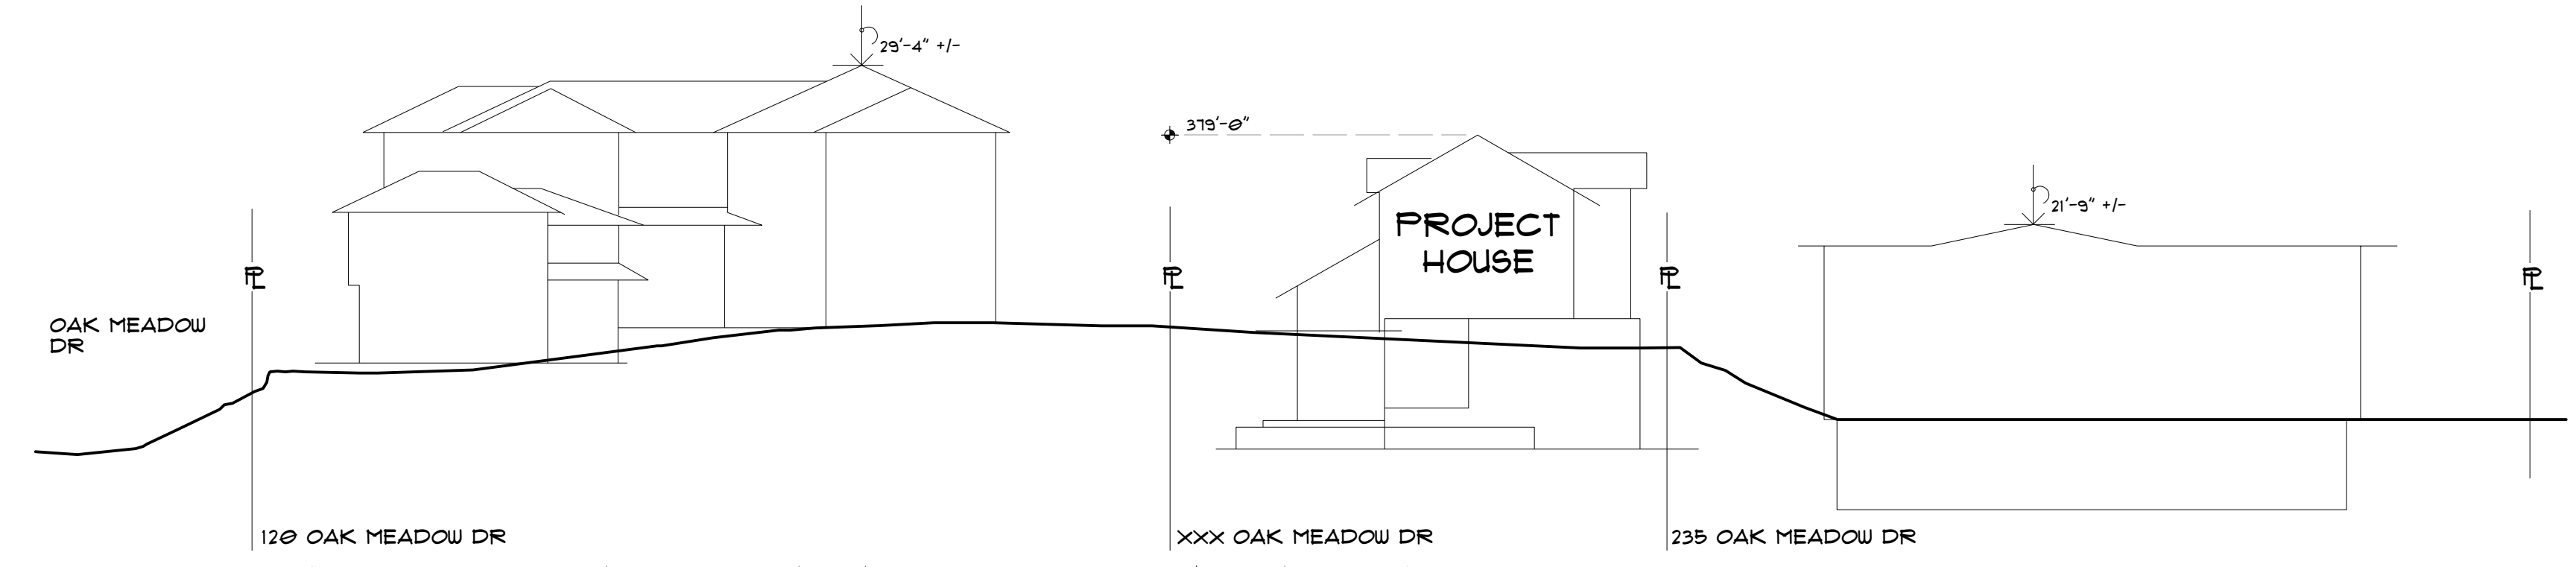 29'-4" +/-
379'-0"
21'-9" +/-
PROJECT
HOUSE
PL
PL
PL
PL
OAK MEADOW
DR
120 OAK MEADOW DR
XXX OAK MEADOW DR
235 OAK MEADOW DR